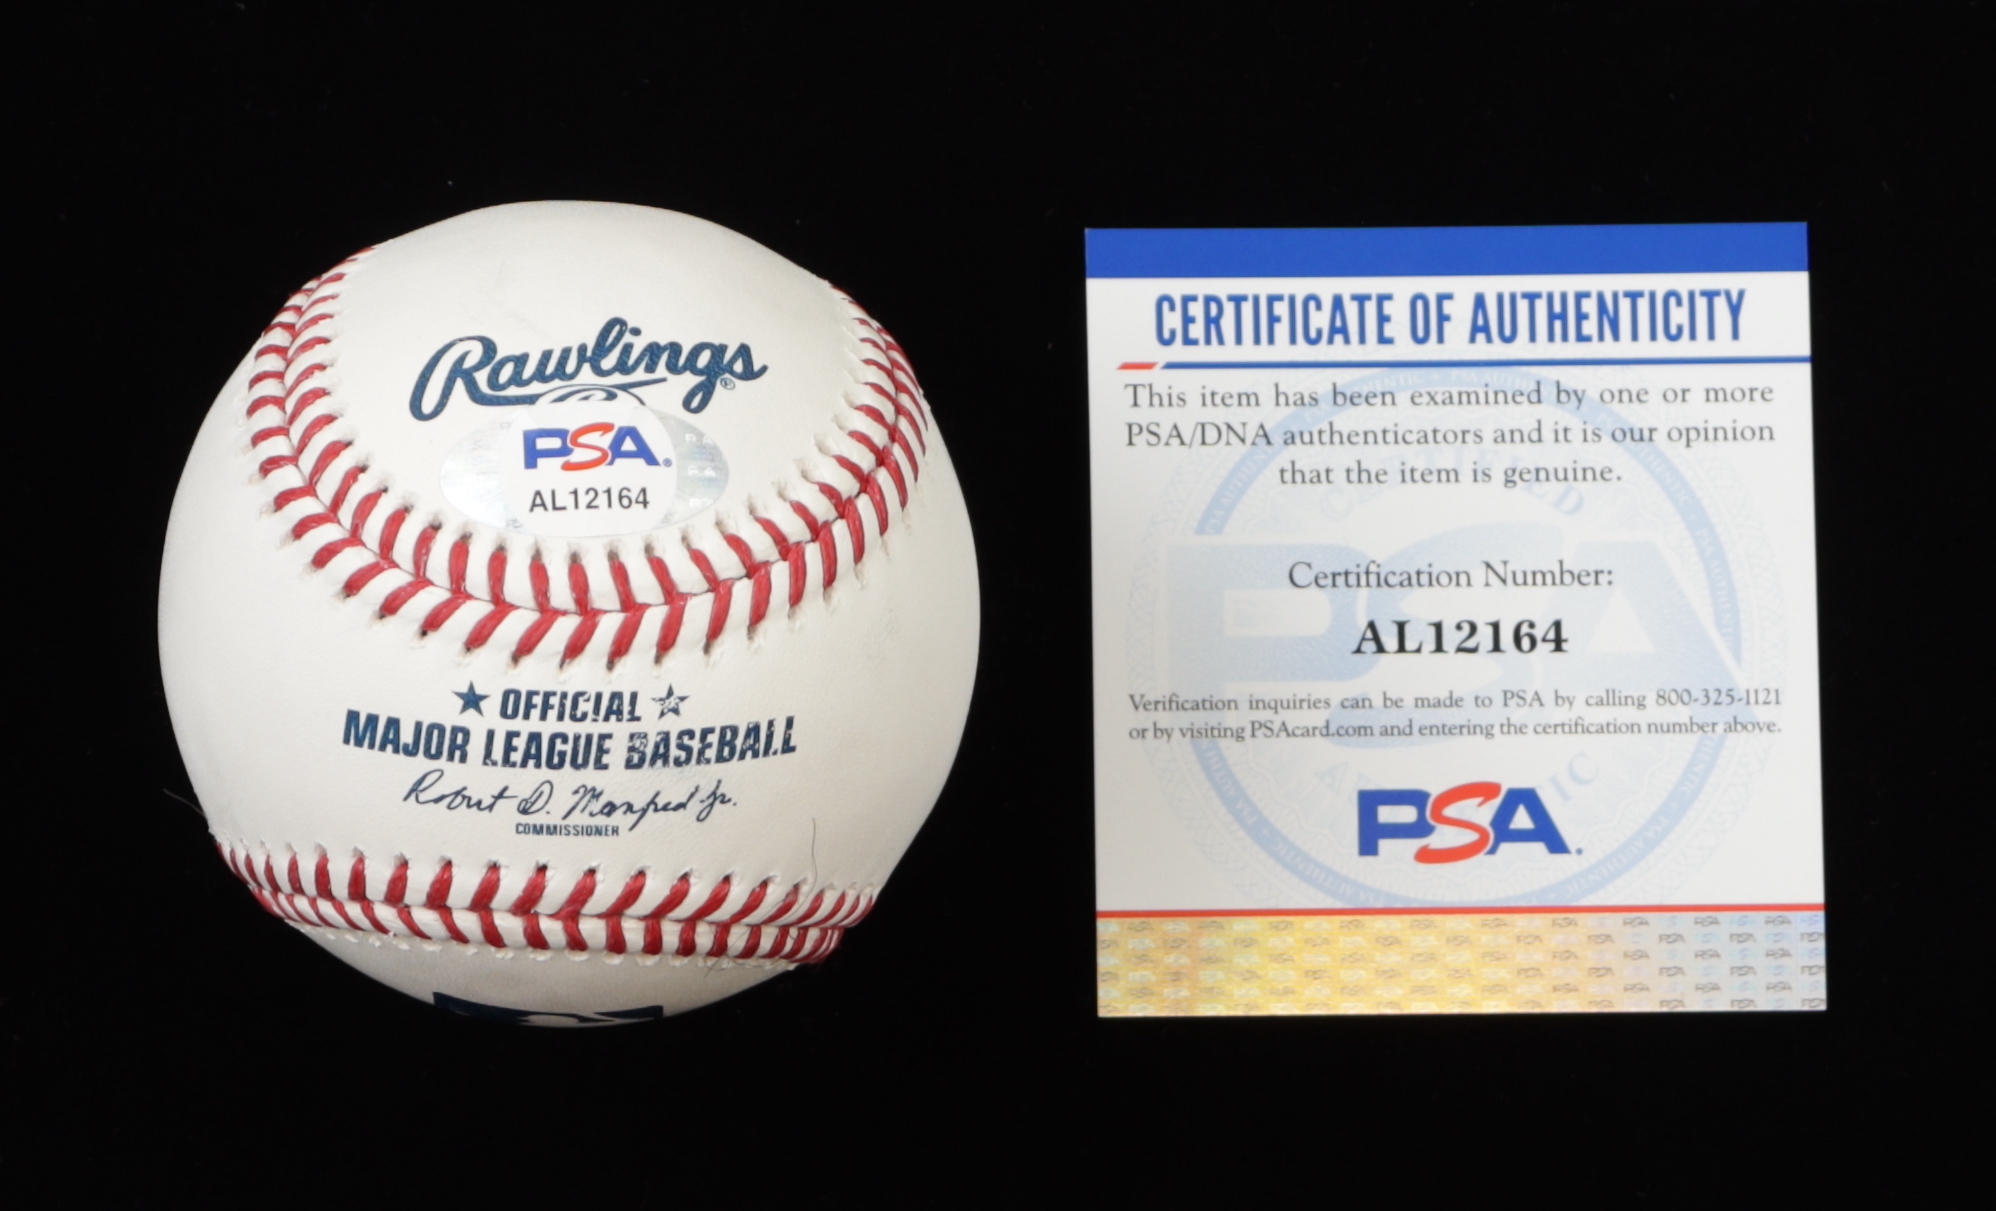 Rawlings®
PSA®
AL12164
OFFICIAL
MAJOR LEAGUE BASEBALL
Robert D. Manfred Jr.
COMMISSIONER
CERTIFICATE OF AUTHENTICITY
This item has been examined by one or more
PSA/DNA authenticators and it is our opinion
that the item is genuine.
Certification Number:
AL12164
Verification inquiries can be made to PSA by calling 800-325-1121
or by visiting PSAcard.com and entering the certification number above.
PSA.